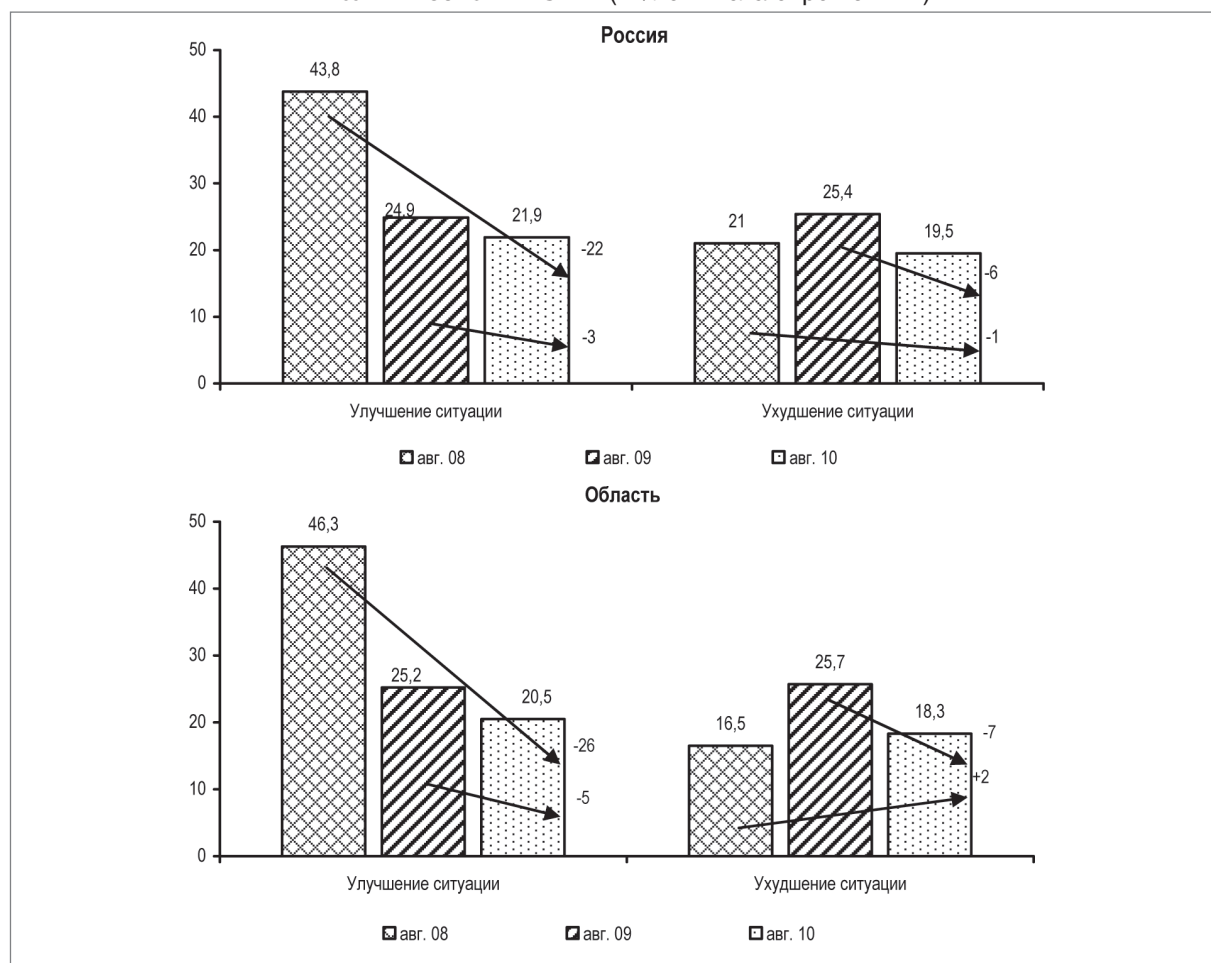 Россия
50
43,8
40
30
24,9
25,4
21,9
21
19,5
-22
20
-6
10
-3
-1
0
Улучшение ситуации
Ухудшение ситуации
авг. 08
авг. 09
авг. 10
Область
50
46,3
40
30
25,2
25,7
20,5
18,3
16,5
20
-7
-26
+2
10
-5
0
Улучшение ситуации
Ухудшение ситуации
авг. 08
авг. 09
авг. 10